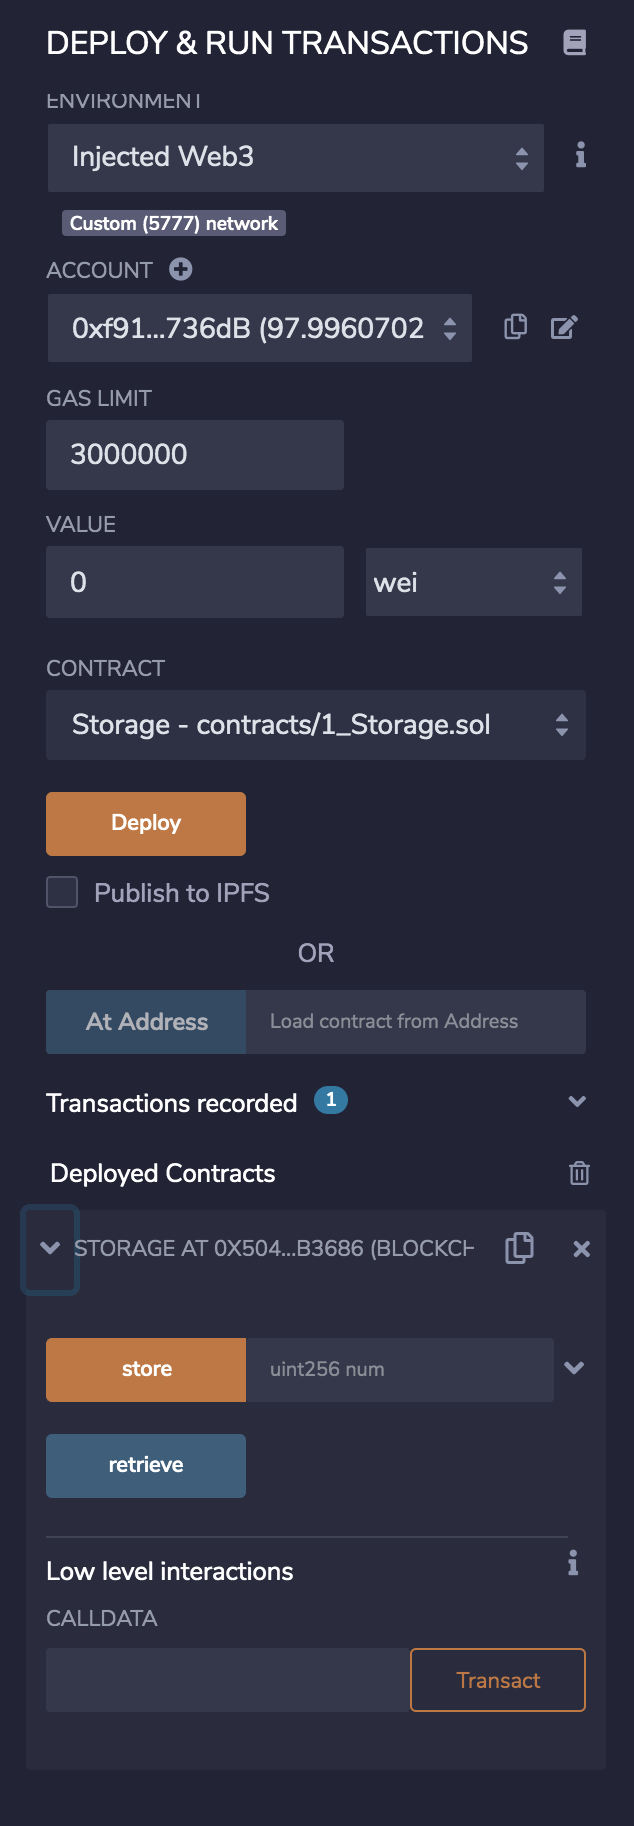 DEPLOY & RUN TRANSACTIONS
ENVIRONMENT
Injected Web3
Custom (5777) network
ACCOUNT
0xf91...736dB (97.9960702
GAS LIMIT
3000000
VALUE
0 wei
CONTRACT
Storage - contracts/1_Storage.sol
Deploy
Publish to IPFS
OR
At Address Load contract from Address
Transactions recorded 1
Deployed Contracts
STORAGE AT 0X504...B3686 (BLOCKCH
store uint256 num
retrieve
Low level interactions
CALLDATA
Transact